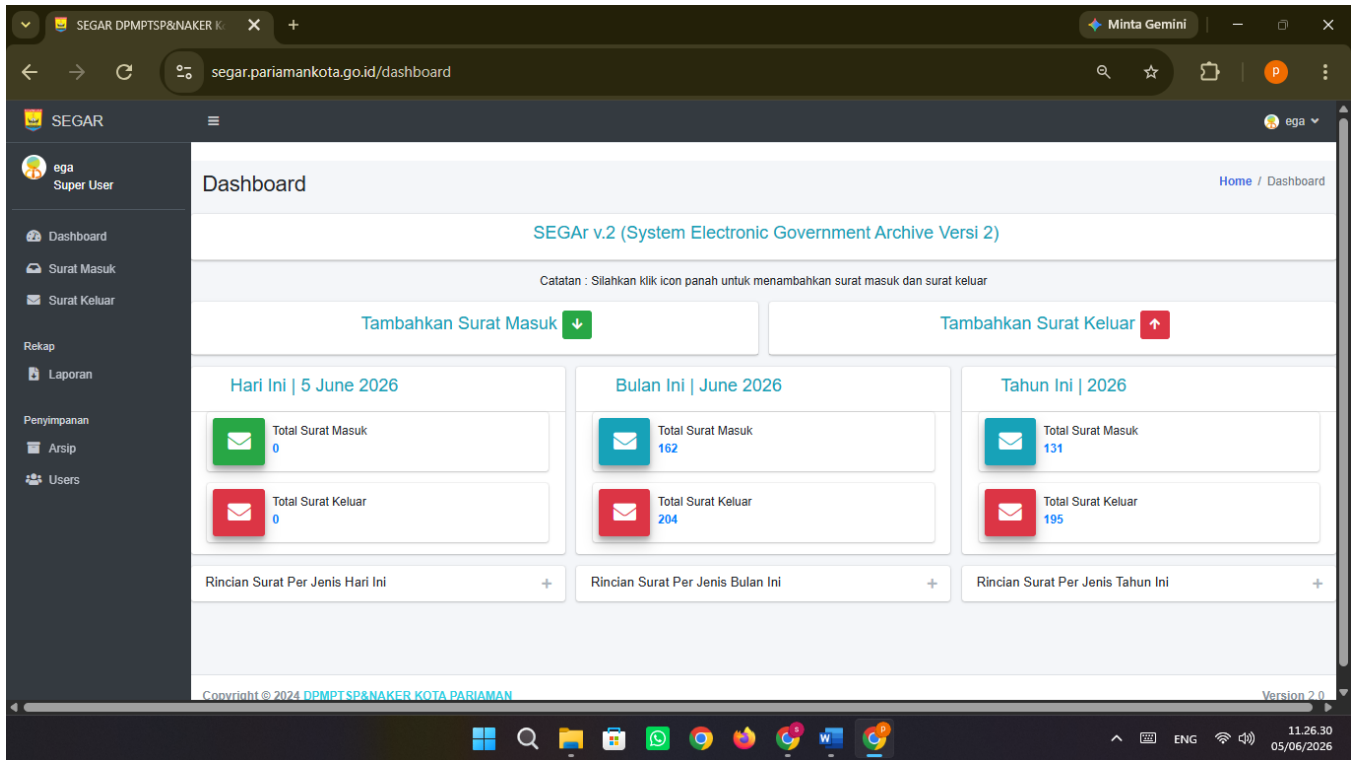 SEGAR DPMPTSP&NAKER K
Minta Gemini
segar.pariamankota.go.id/dashboard
P
SEGAR
ega
ega
Super User
Dashboard
Home / Dashboard
Dashboard
Surat Masuk
Surat Keluar
Rekap
Laporan
Penyimpanan
Arsip
Users
SEGAr v.2 (System Electronic Government Archive Versi 2)
Catatan : Silahkan klik icon panah untuk menambahkan surat masuk dan surat keluar
Tambahkan Surat Masuk
Tambahkan Surat Keluar
Hari Ini | 5 June 2026
Total Surat Masuk
0
Total Surat Keluar
0
Bulan Ini | June 2026
Total Surat Masuk
162
Total Surat Keluar
204
Tahun Ini | 2026
Total Surat Masuk
131
Total Surat Keluar
195
Rincian Surat Per Jenis Hari Ini
Rincian Surat Per Jenis Bulan Ini
Rincian Surat Per Jenis Tahun Ini
Copyright © 2024 DPMPTSP&NAKER KOTA PARIAMAN
Version 2.0
ENG
11.26.30
05/06/2026